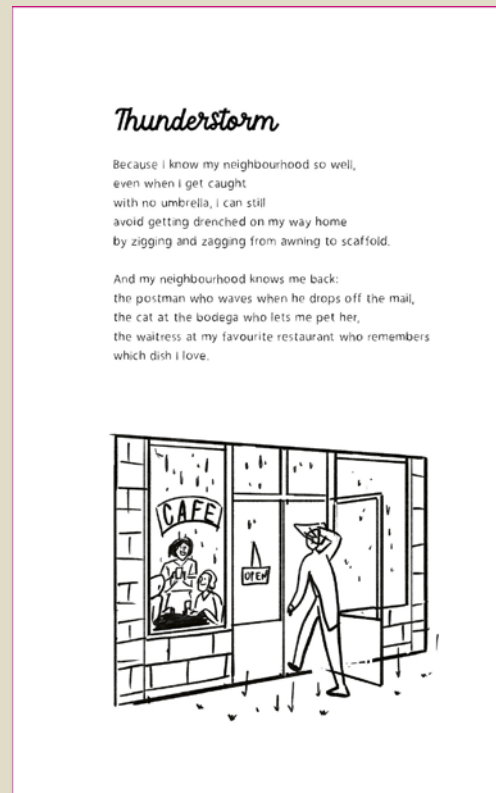 Thunderstorm
Because i know my neighbourhood so well,
even when i get caught
with no umbrella, i can still
avoid getting drenched on my way home
by zigging and zagging from awning to scaffold.
And my neighbourhood knows me back:
the postman who waves when he drops off the mail,
the cat at the bodega who lets me pet her,
the waitress at my favourite restaurant who remembers
which dish i love.
CAFE
OPEN